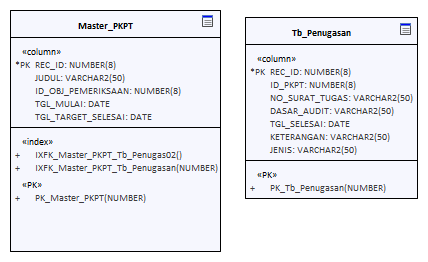 Master_PKPT
«column»
*PK REC_ID: NUMBER(8)
JUDUL: VARCHAR2(50)
ID_OBJ_PEMERIKSAAN: NUMBER(8)
TGL_MULAI: DATE
TGL_TARGET_SELESAI: DATE
«index»
+ IXFK_Master_PKPT_Tb_Penugas02()
+ IXFK_Master_PKPT_Tb_Penugasan(NUMBER)
«PK»
+ PK_Master_PKPT(NUMBER)
Tb_Penugasan
«column»
*PK REC_ID: NUMBER(8)
ID_PKPT: NUMBER(8)
NO_SURAT_TUGAS: VARCHAR2(50)
DASAR_AUDIT: VARCHAR2(50)
TGL_SELESAI: DATE
KETERANGAN: VARCHAR2(50)
JENIS: VARCHAR2(50)
«PK»
+ PK_Tb_Penugasan(NUMBER)